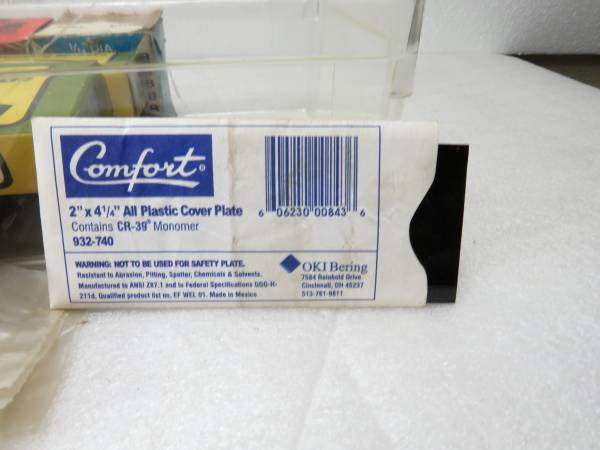 Comfort®
2" x 4¼" All Plastic Cover Plate
Contains CR-39® Monomer
932-740
6 06230 00843 6
WARNING: NOT TO BE USED FOR SAFETY PLATE.
Resistant to Abrasion, Pitting, Spatter, Chemicals & Solvents.
Manufactured to ANSI Z87.1 and to Federal Specifications GGG-H-
211d. Qualified product list no. EF WEL 01. Made in Mexico
OKI Bering
7584 Reinhold Drive
Cincinnati, OH 45237
513-761-9811